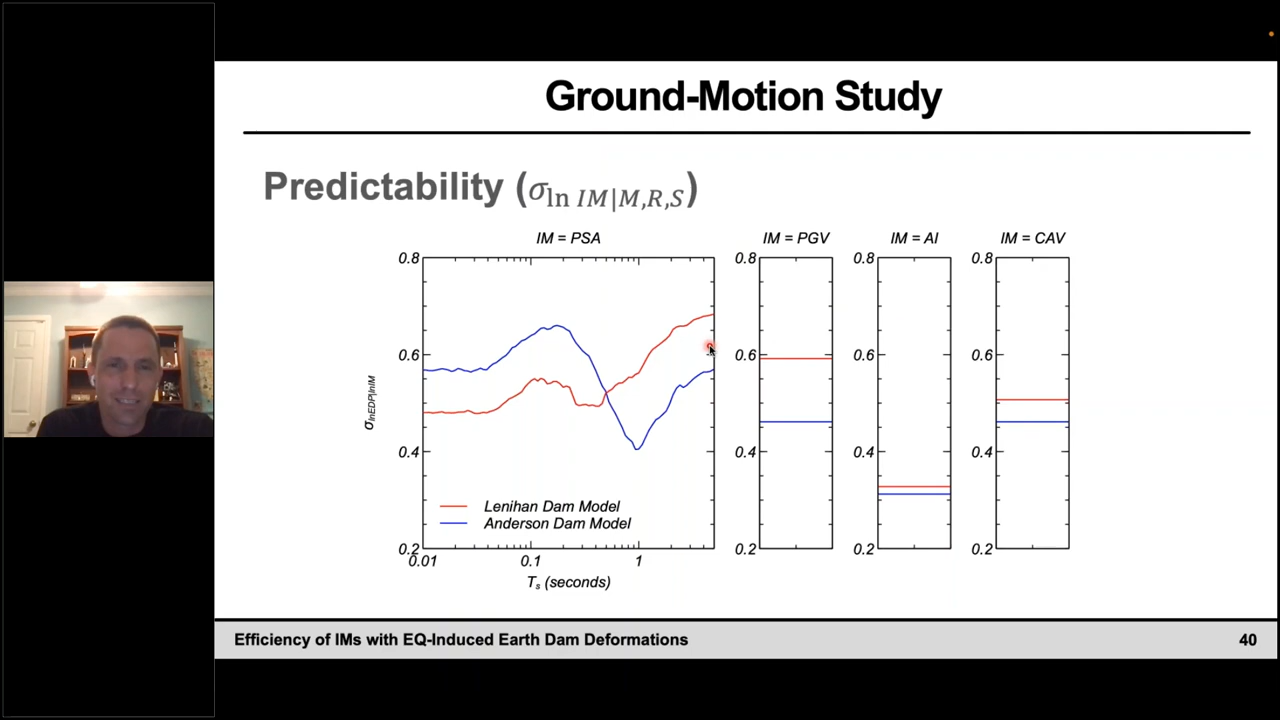 Ground-Motion Study
Predictability (σln IM|M,R,S)
IM = PSA
IM = PGV
IM = AI
IM = CAV
0.8
0.6
0.4
0.2
σlnEDP|lnIM
0.01
0.1
1
Ts (seconds)
Lenihan Dam Model
Anderson Dam Model
0.8
0.6
0.4
0.2
0.8
0.6
0.4
0.2
0.8
0.6
0.4
0.2
Efficiency of IMs with EQ-Induced Earth Dam Deformations
40